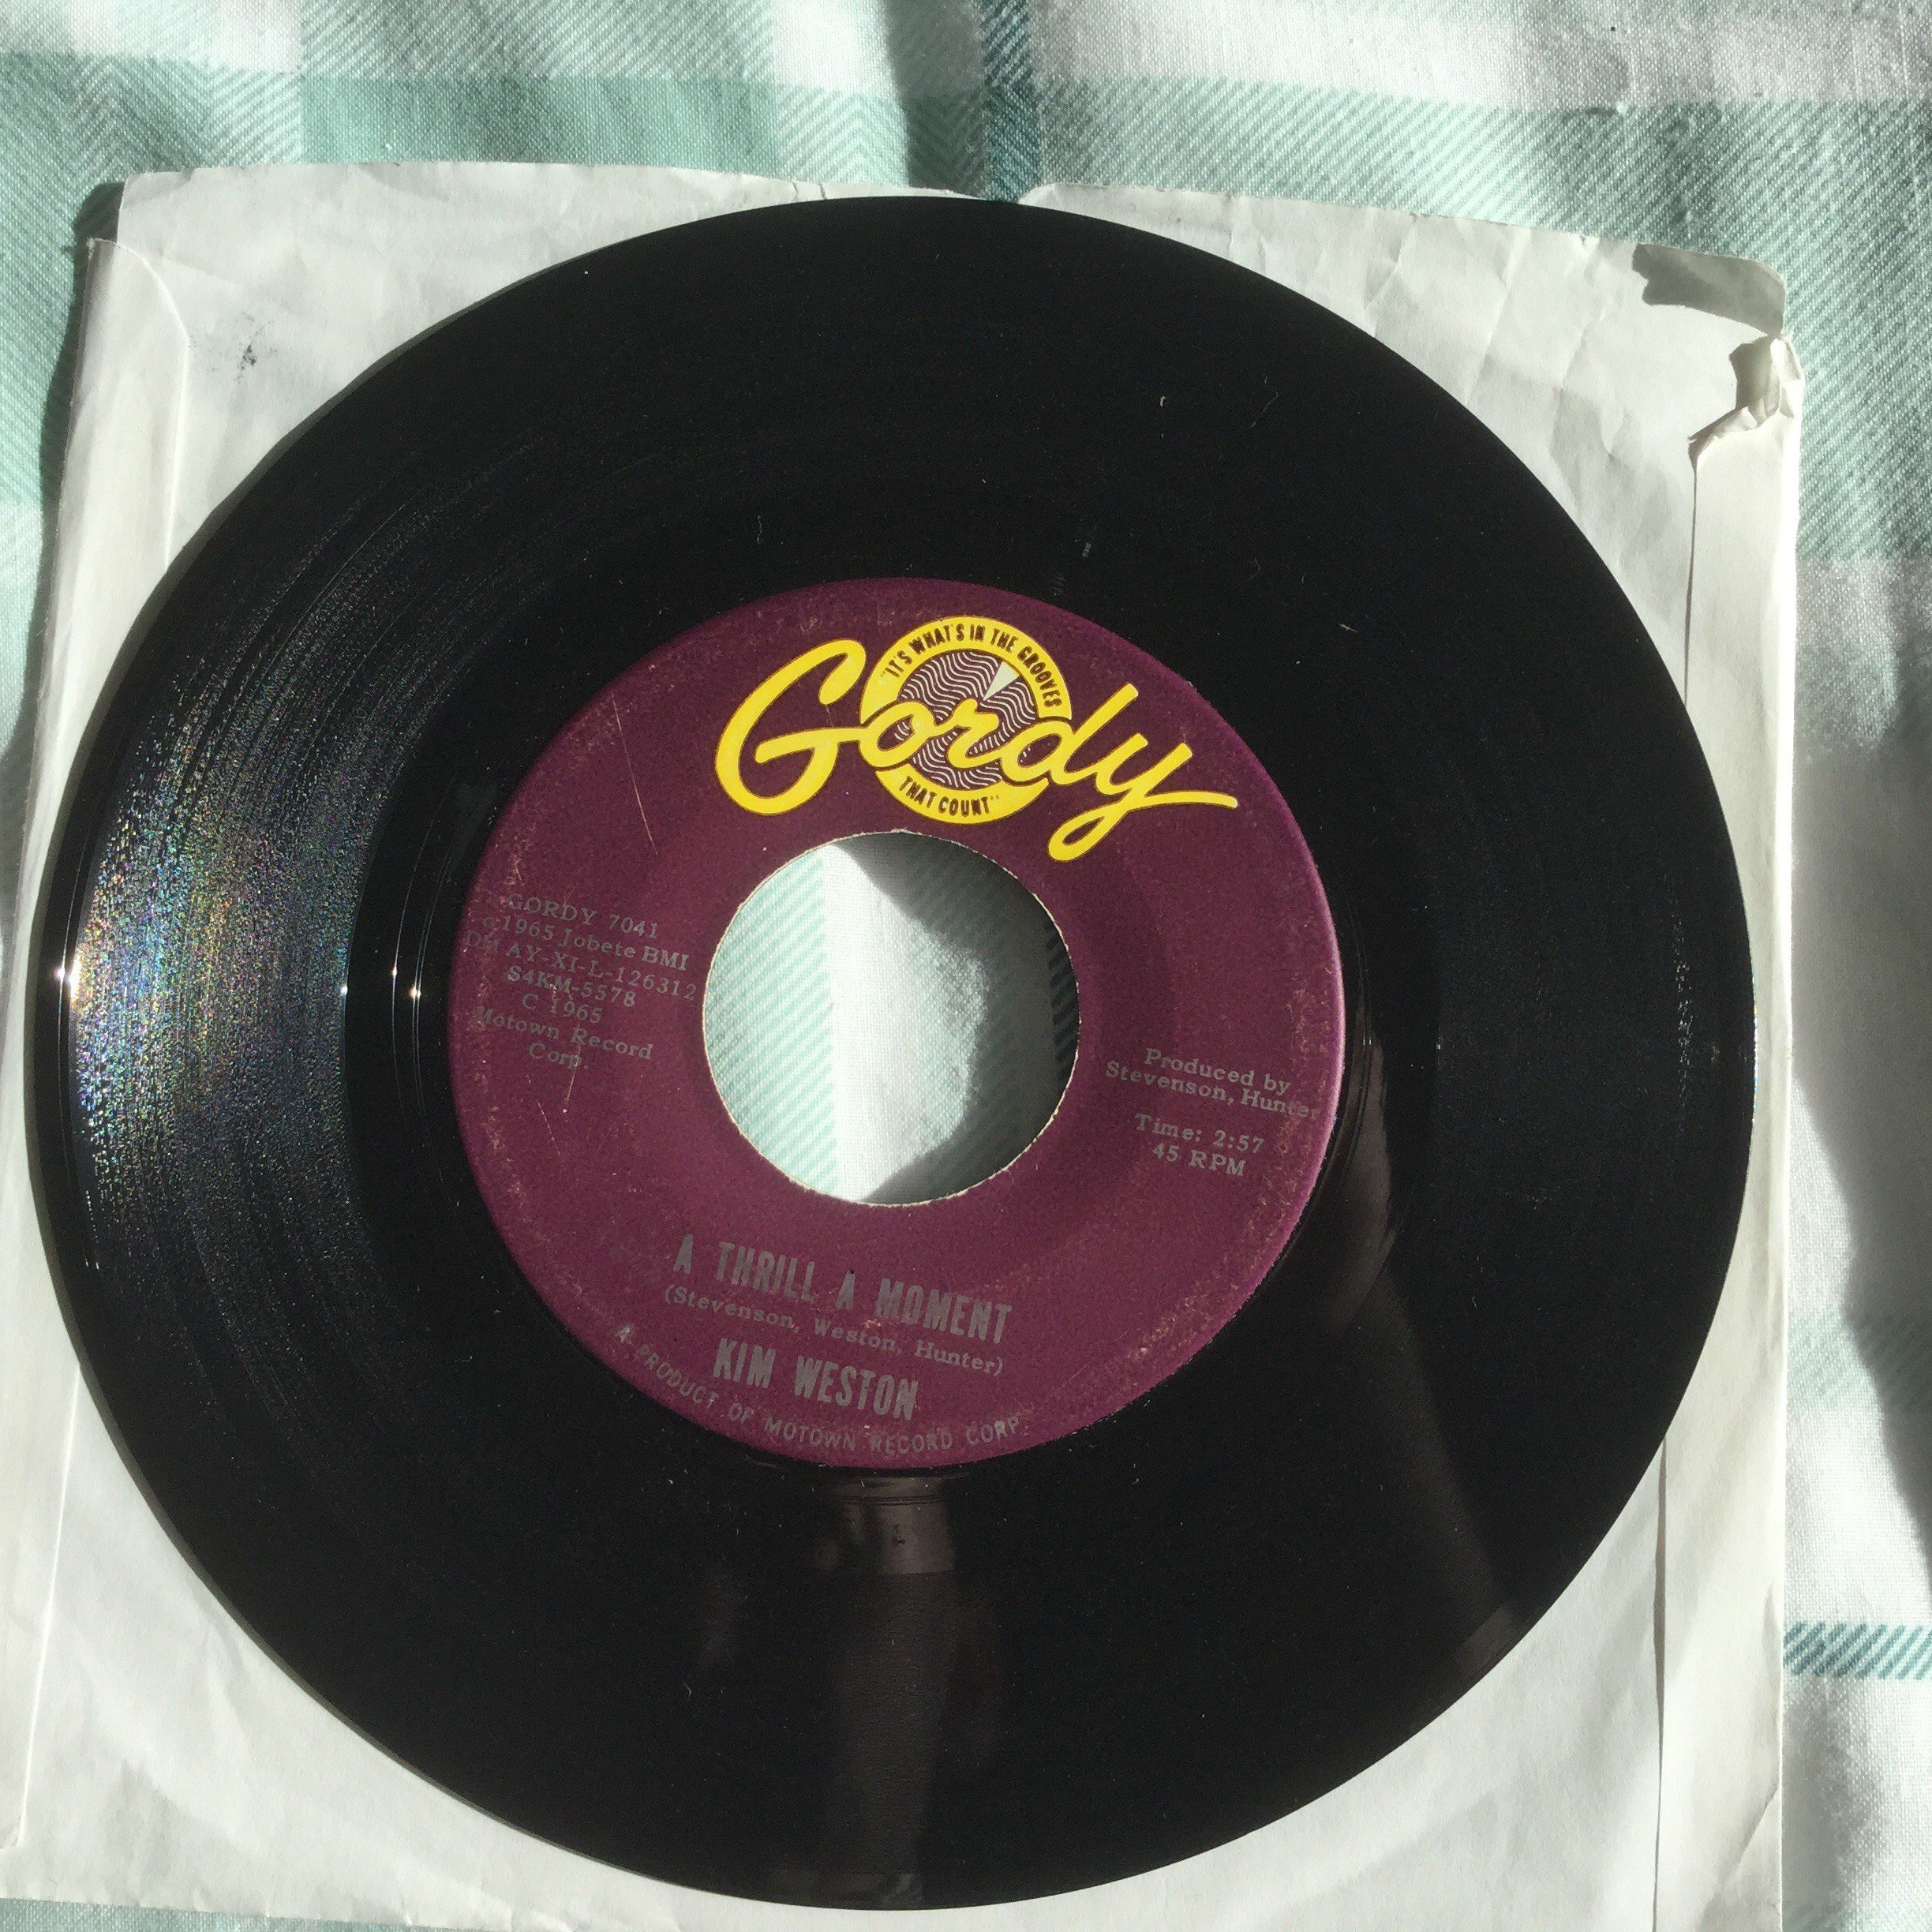 "IT'S WHAT'S IN THE GROOVES
Gordy
THAT COUNT"
GORDY 7041
©1965 Jobete BMI
DM AY-XI-L-126312
S4KM-5578
C 1965
Motown Record
Corp.
Produced by
Stevenson, Hunter
Time: 2:57
45 RPM
A THRILL A MOMENT
(Stevenson, Weston, Hunter)
KIM WESTON
A PRODUCT OF MOTOWN RECORD CORP.